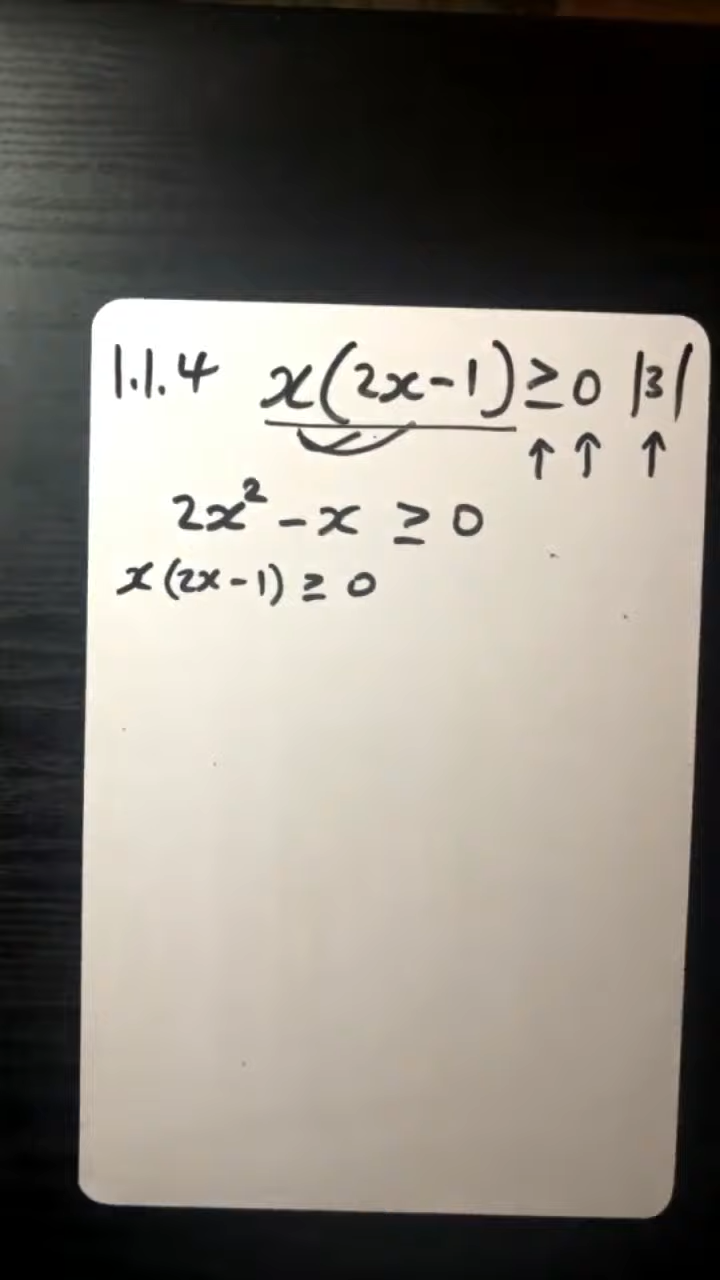 1.1.4 x(2x-1) ≥ 0 |3|
↑ ↑ ↑
2x² - x ≥ 0
x(2x-1) ≥ 0